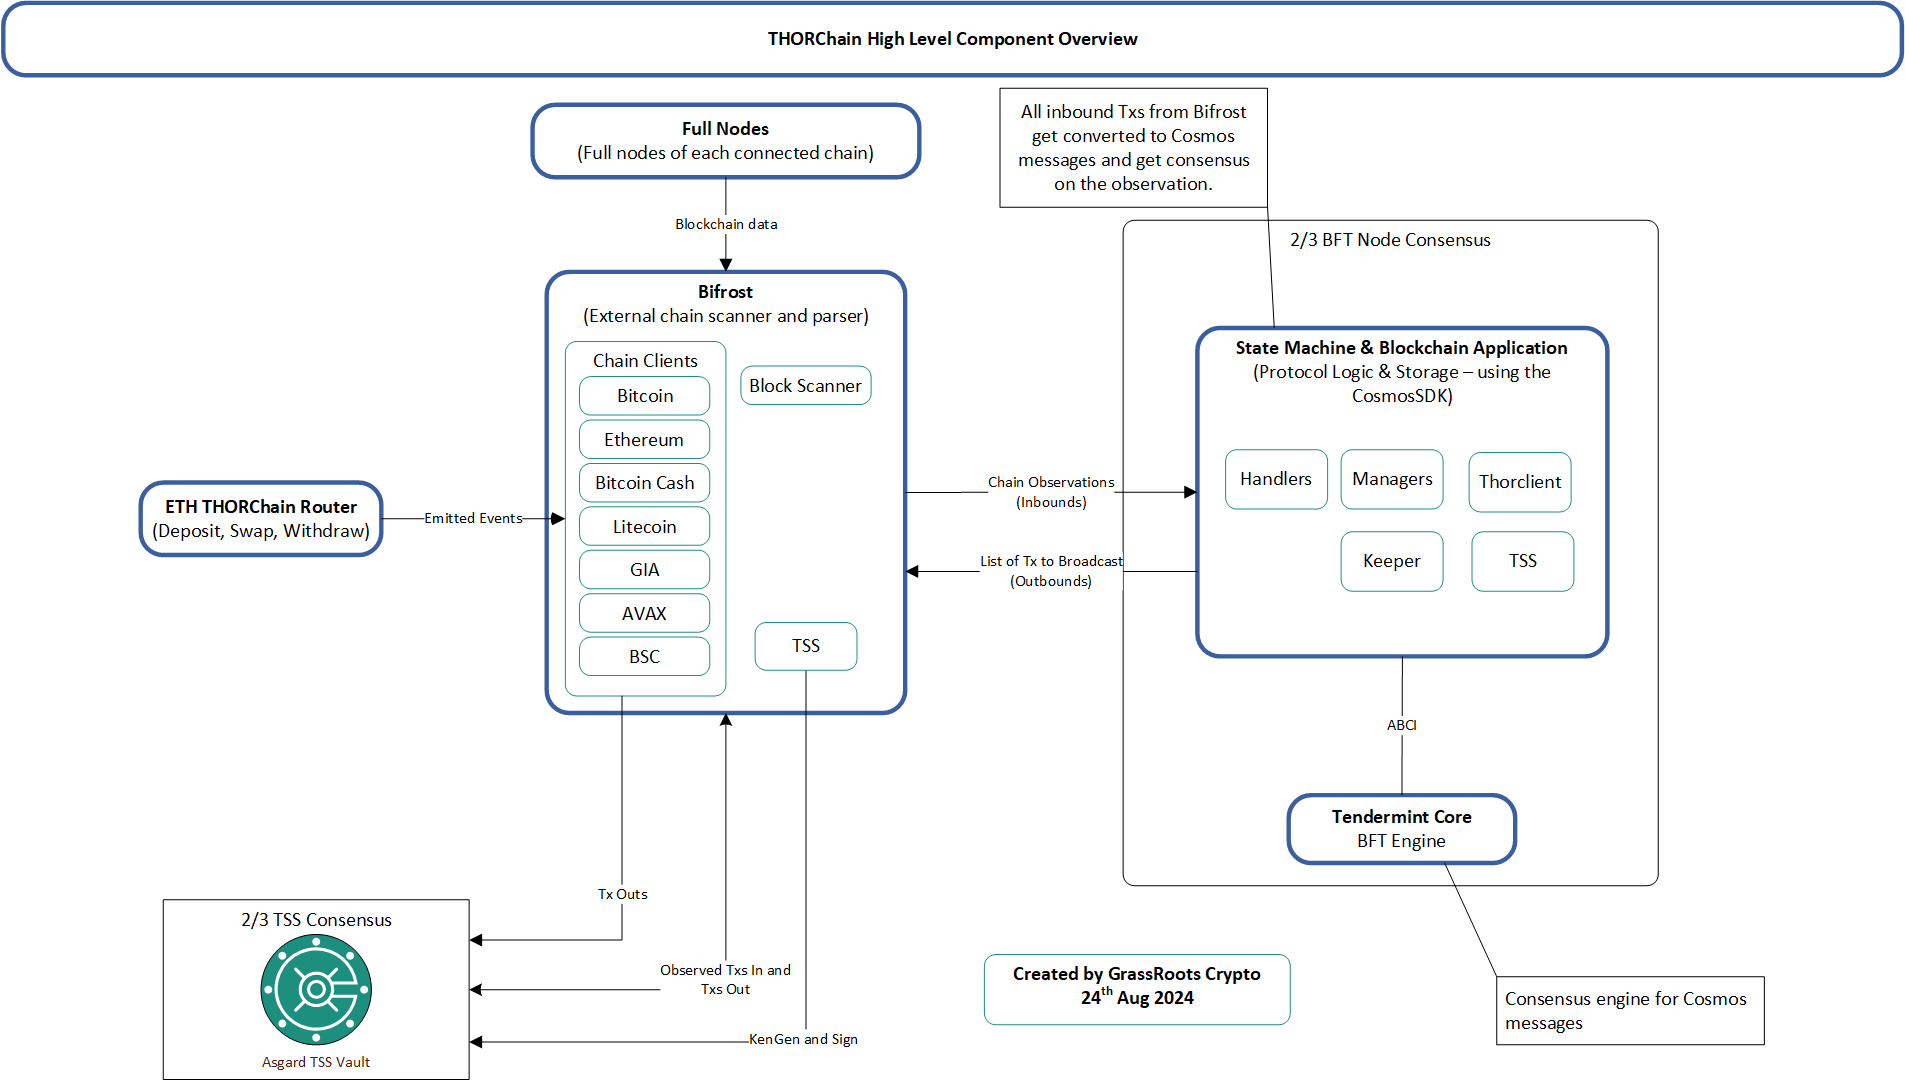 THORChain High Level Component Overview
Full Nodes
(Full nodes of each connected chain)
All inbound Txs from Bifrost
get converted to Cosmos
messages and get consensus
on the observation.
Blockchain data
2/3 BFT Node Consensus
Bifrost
(External chain scanner and parser)
Chain Clients
Bitcoin
Ethereum
Bitcoin Cash
Litecoin
GIA
AVAX
BSC
Block Scanner
TSS
State Machine & Blockchain Application
(Protocol Logic & Storage – using the
CosmosSDK)
Handlers
Managers
Thorclient
Keeper
TSS
ETH THORChain Router
(Deposit, Swap, Withdraw)
Emitted Events
Chain Observations
(Inbounds)
List of Tx to Broadcast
(Outbounds)
ABCI
Tendermint Core
BFT Engine
Tx Outs
2/3 TSS Consensus
Asgard TSS Vault
Observed Txs In and
Txs Out
KenGen and Sign
Created by GrassRoots Crypto
24th Aug 2024
Consensus engine for Cosmos
messages